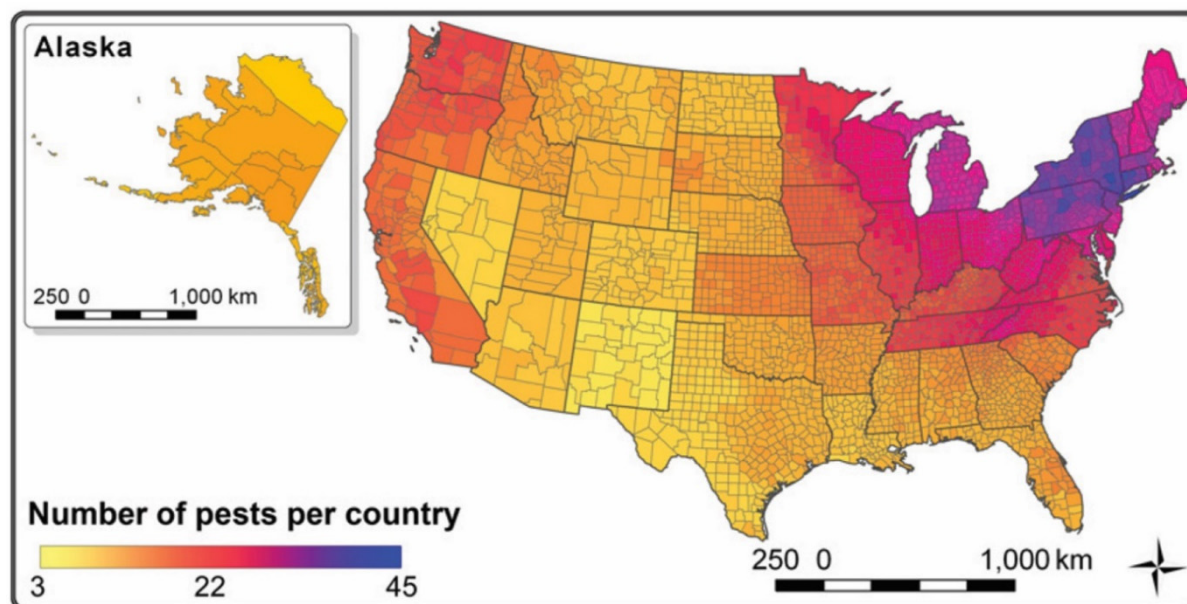 Alaska
250 0 1,000 km
Number of pests per country
3 22 45
250 0 1,000 km